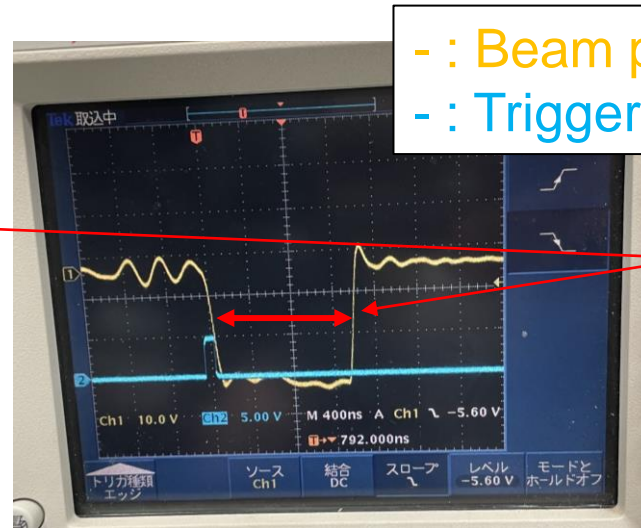 - : Beam p
- : Trigger
Tek 取込中
T
T
1
2
Ch1 10.0 V Ch2 5.00 V M 400ns A Ch1 -5.60 V
T→▼ 792.000ns
トリガ種類
エッジ
ソース
Ch1
結合
DC
スロープ
レベル
-5.60 V
モードと
ホールドオフ